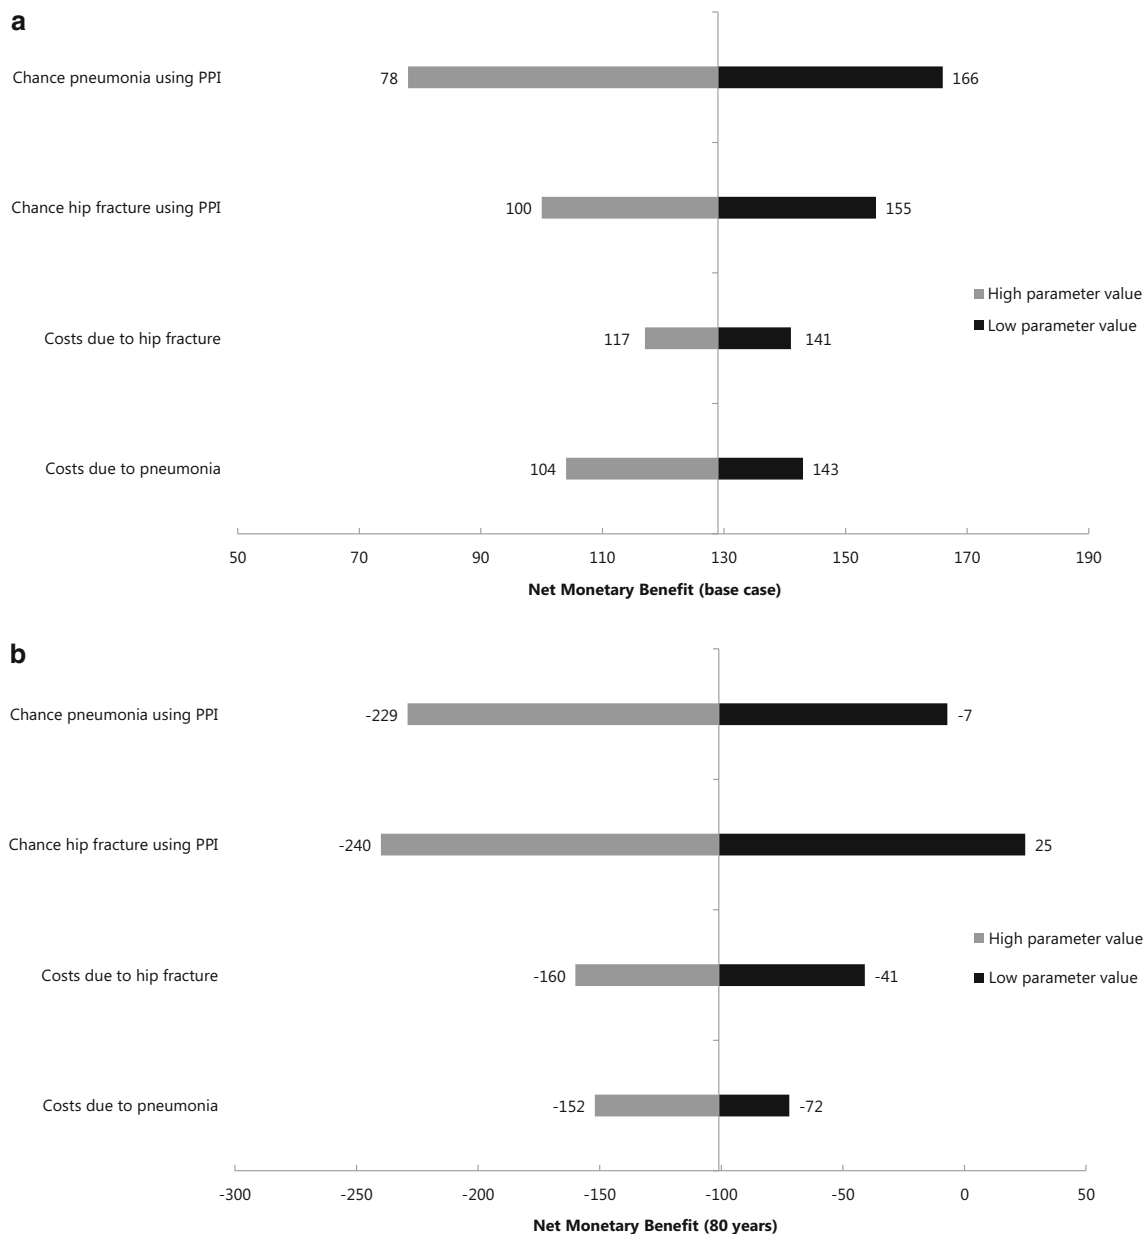 a
Chance pneumonia using PPI
78
166
Chance hip fracture using PPI
100
155
High parameter value
Low parameter value
Costs due to hip fracture
117
141
Costs due to pneumonia
104
143
50 70 90 110 130 150 170 190
Net Monetary Benefit (base case)
b
Chance pneumonia using PPI
-229
-7
Chance hip fracture using PPI
-240
25
High parameter value
Low parameter value
Costs due to hip fracture
-160
-41
Costs due to pneumonia
-152
-72
-300 -250 -200 -150 -100 -50 0 50
Net Monetary Benefit (80 years)